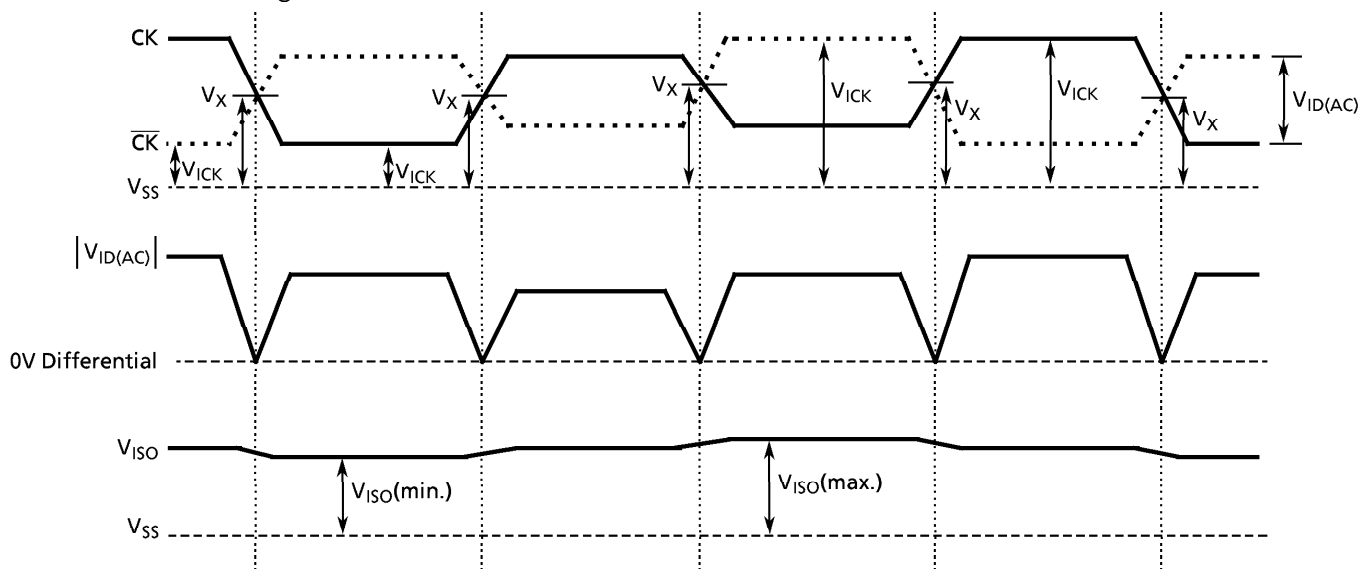 CK
V_X
V_X
V_X
V_ICK
V_X
V_ICK
V_X
V_ID(AC)
C̅K̅
V_ICK
V_ICK
V_SS
|V_ID(AC)|
0V Differential
V_ISO
V_ISO(min.)
V_ISO(max.)
V_SS